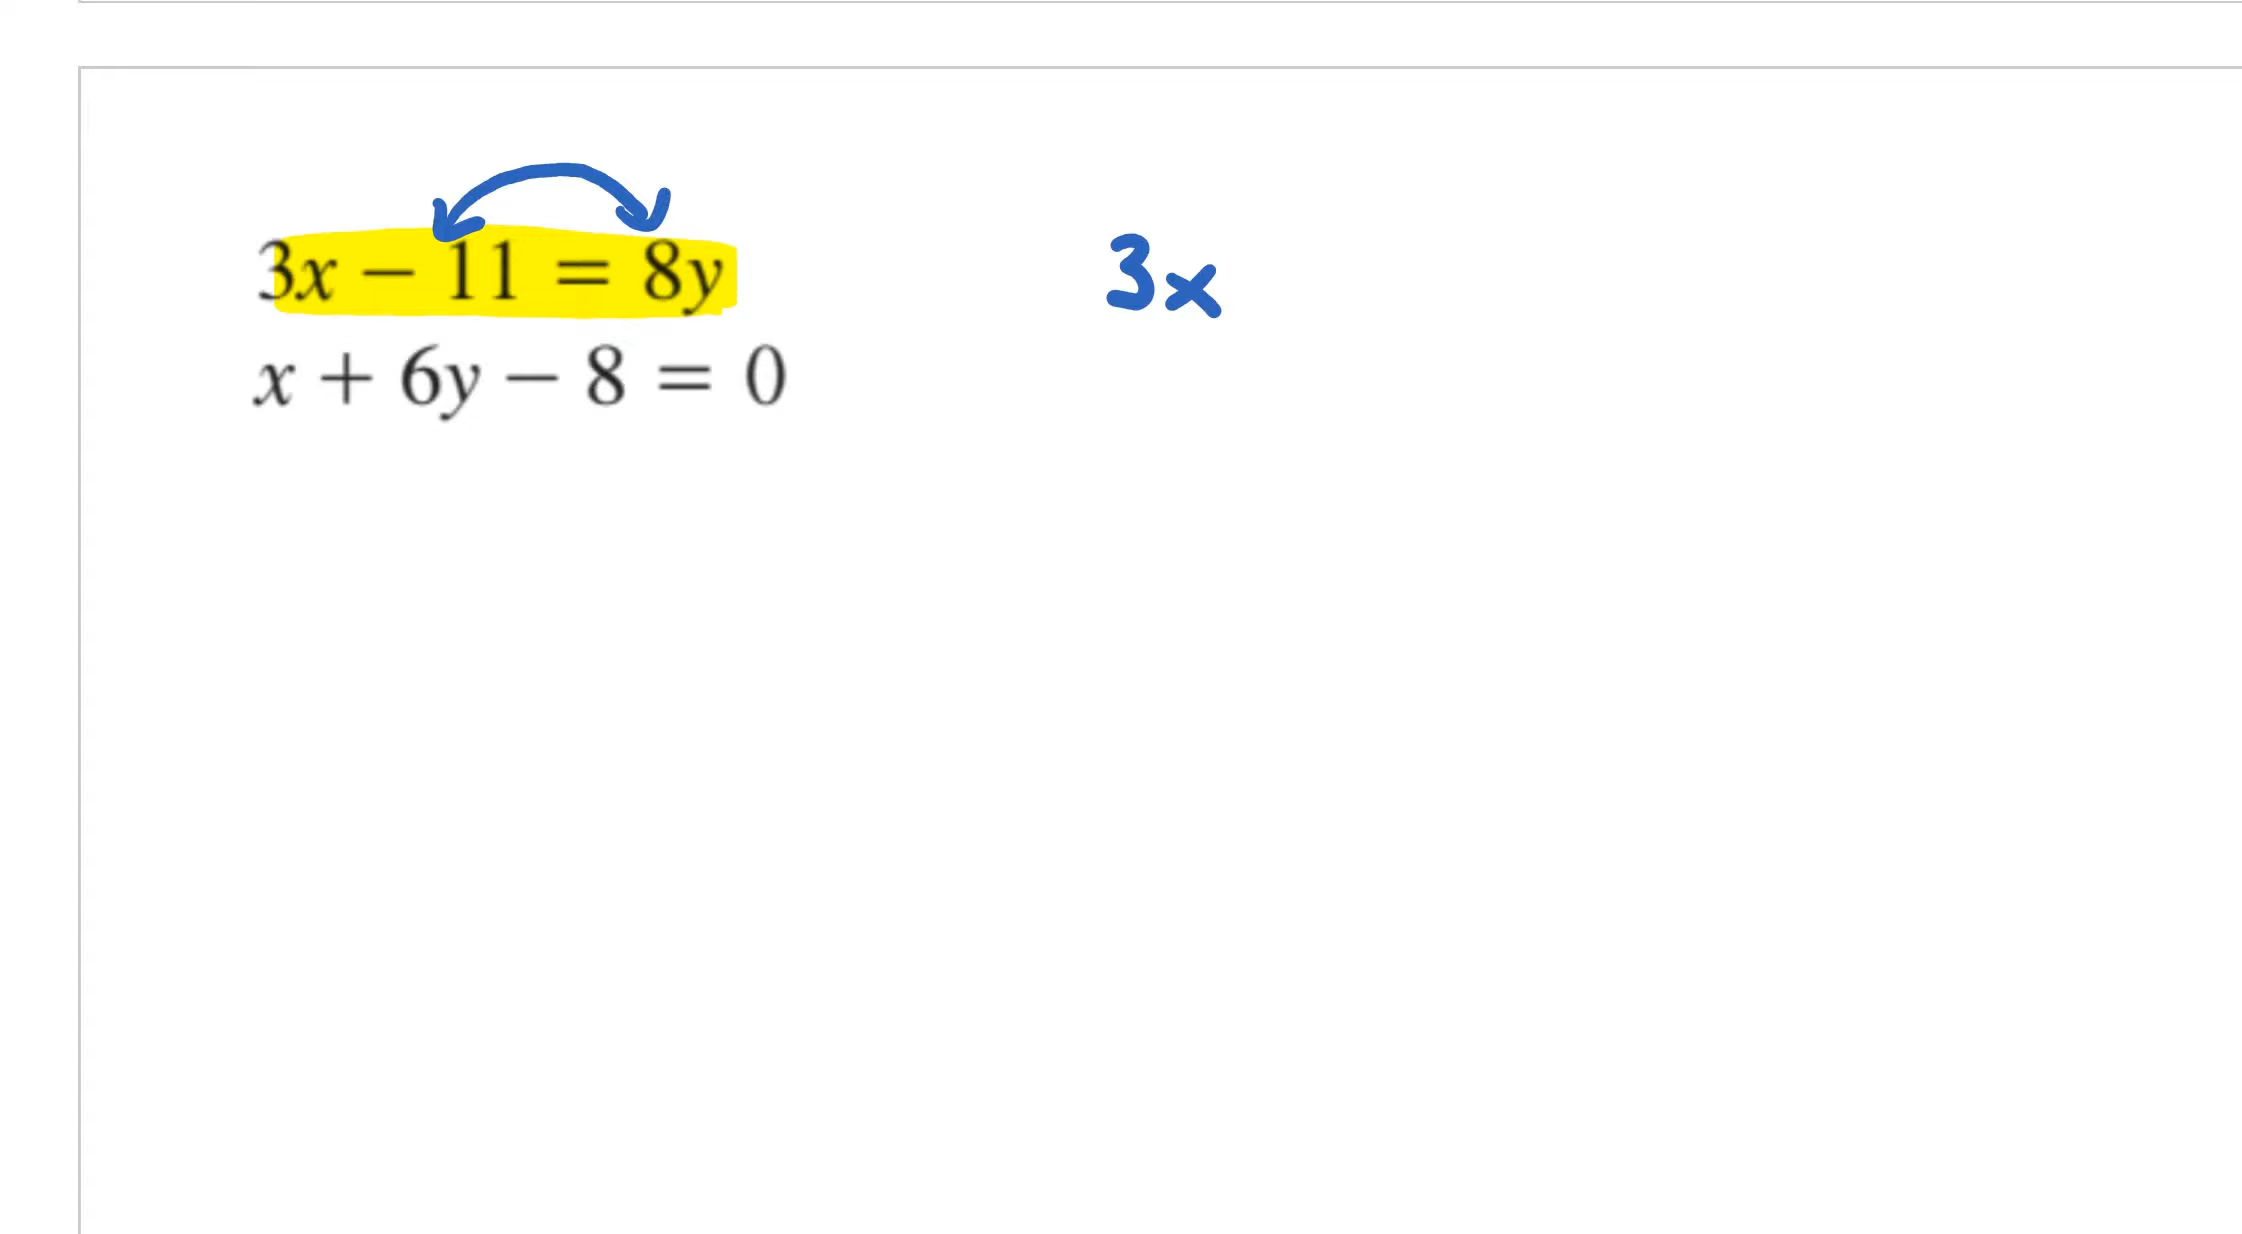 3x − 11 = 8y
x + 6y − 8 = 0
3x